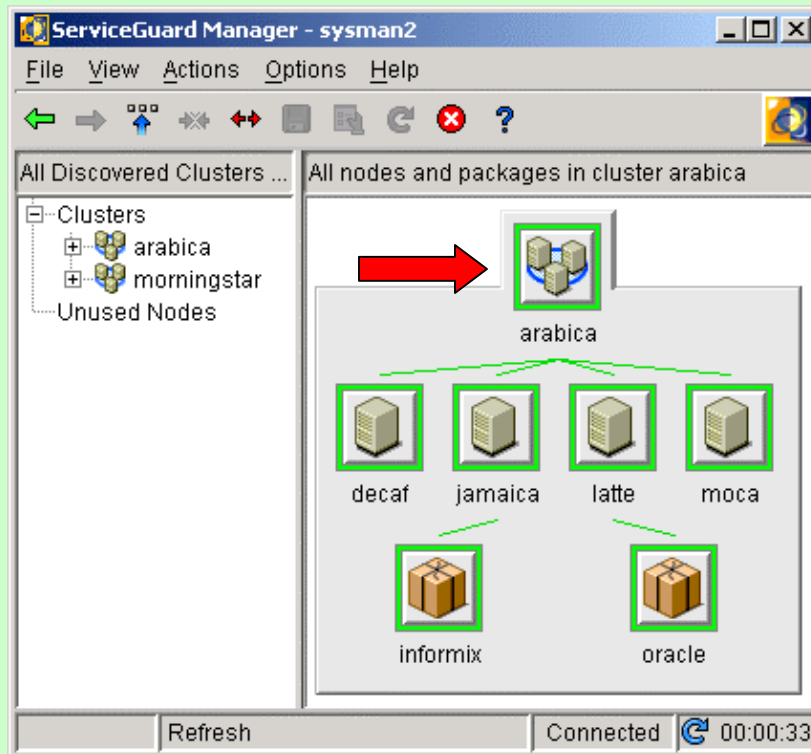 ServiceGuard Manager - sysman2
File View Actions Options Help
All Discovered Clusters ...
All nodes and packages in cluster arabica
Clusters
arabica
morningstar
Unused Nodes
arabica
decaf jamaica latte moca
informix oracle
Refresh Connected 00:00:33